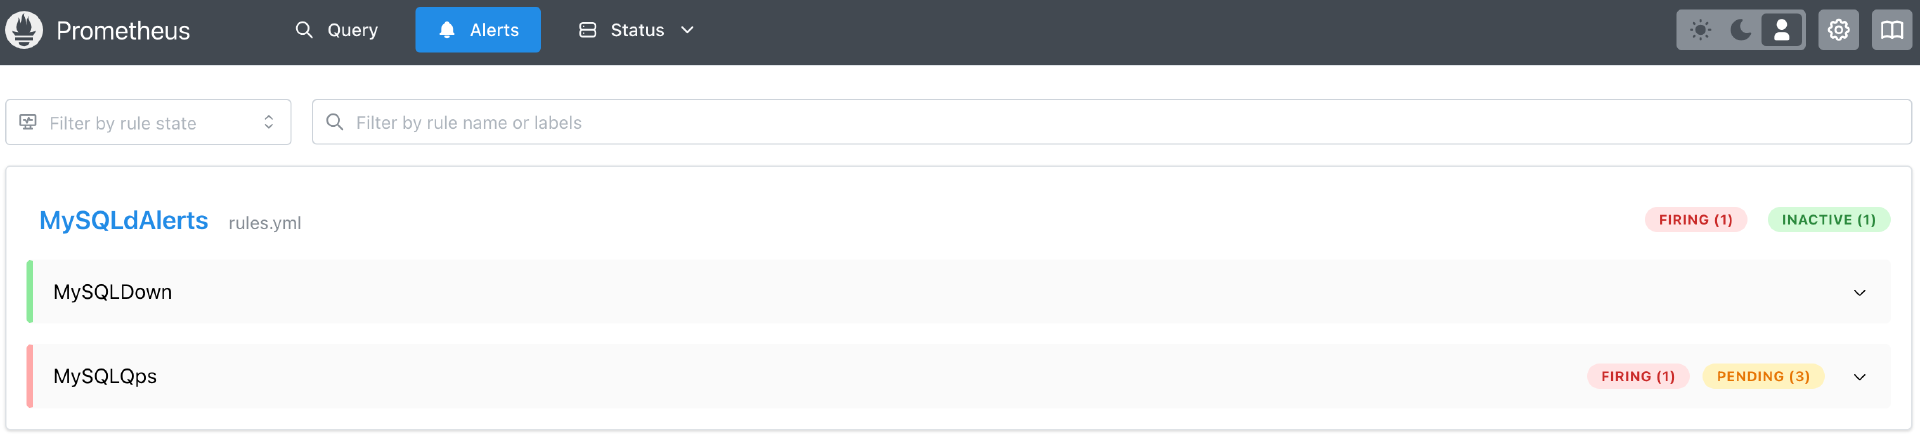 Prometheus Query Alerts Status
Filter by rule state Filter by rule name or labels
MySQLdAlerts rules.yml FIRING (1) INACTIVE (1)
MySQLDown
MySQLQps FIRING (1) PENDING (3)